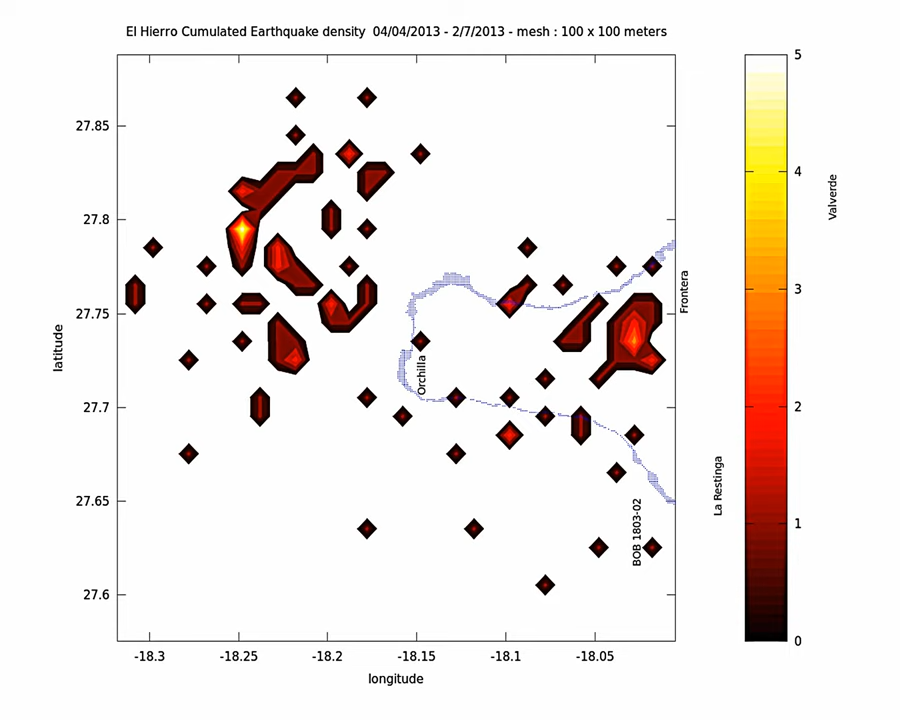 El Hierro Cumulated Earthquake density 04/04/2013 - 2/7/2013 - mesh : 100 x 100 meters
27.85
27.8
27.75
27.7
27.65
27.6
latitude
-18.3
-18.25
-18.2
-18.15
-18.1
-18.05
longitude
Orchilla
BOB 1803-02
Frontera
La Restinga
Valverde
5
4
3
2
1
0